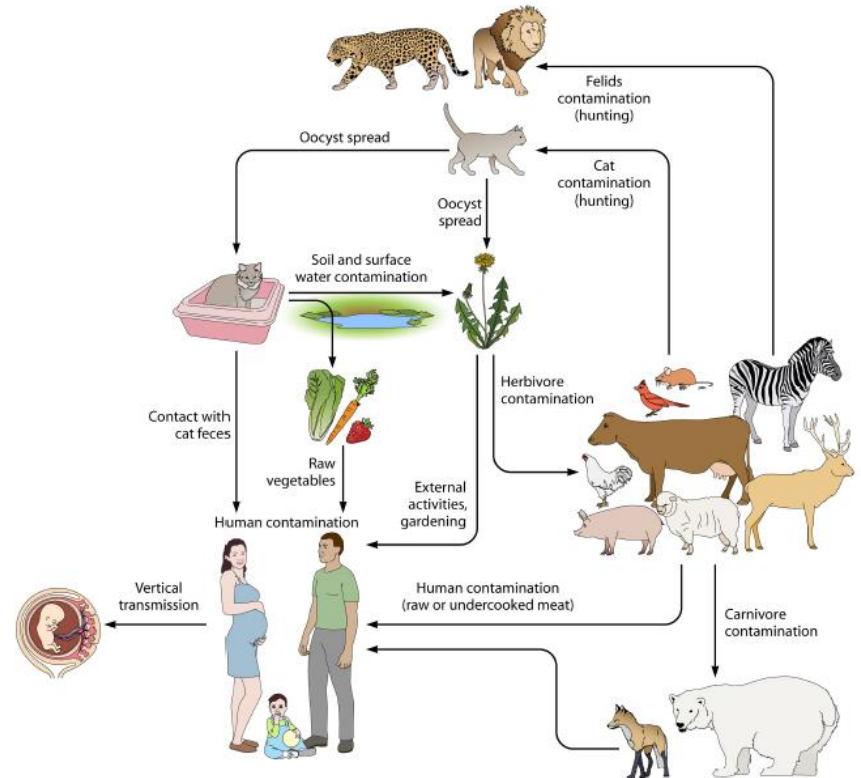 Felids
contamination
(hunting)
Oocyst spread
Cat
contamination
(hunting)
Oocyst
spread
Soil and surface
water contamination
Herbivore
contamination
Contact with
cat feces
Raw
vegetables
External
activities,
gardening
Human contamination
Vertical
transmission
Human contamination
(raw or undercooked meat)
Carnivore
contamination